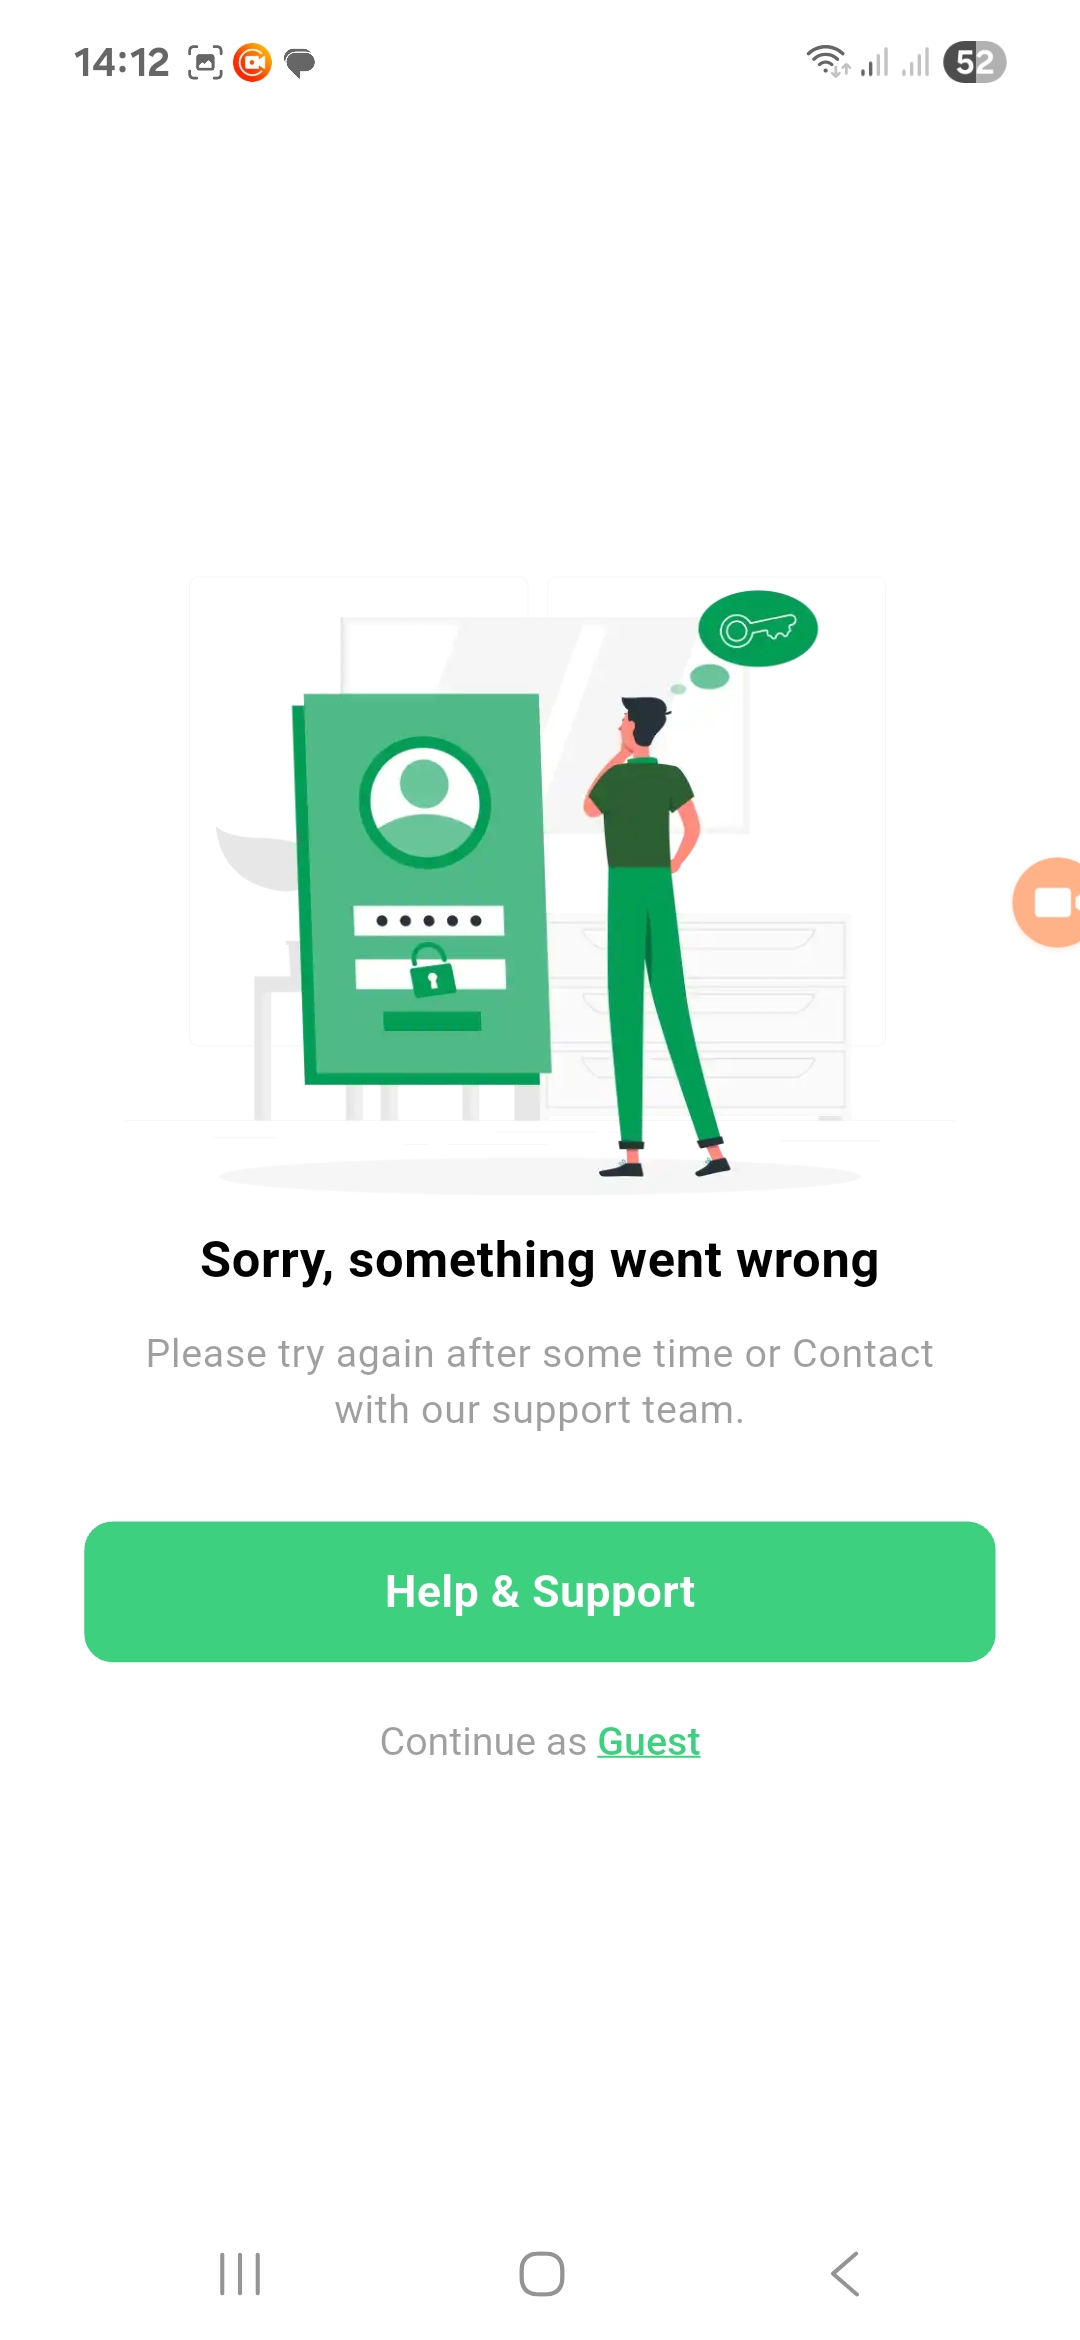 14:12
52
Sorry, something went wrong
Please try again after some time or Contact
with our support team.
Help & Support
Continue as Guest